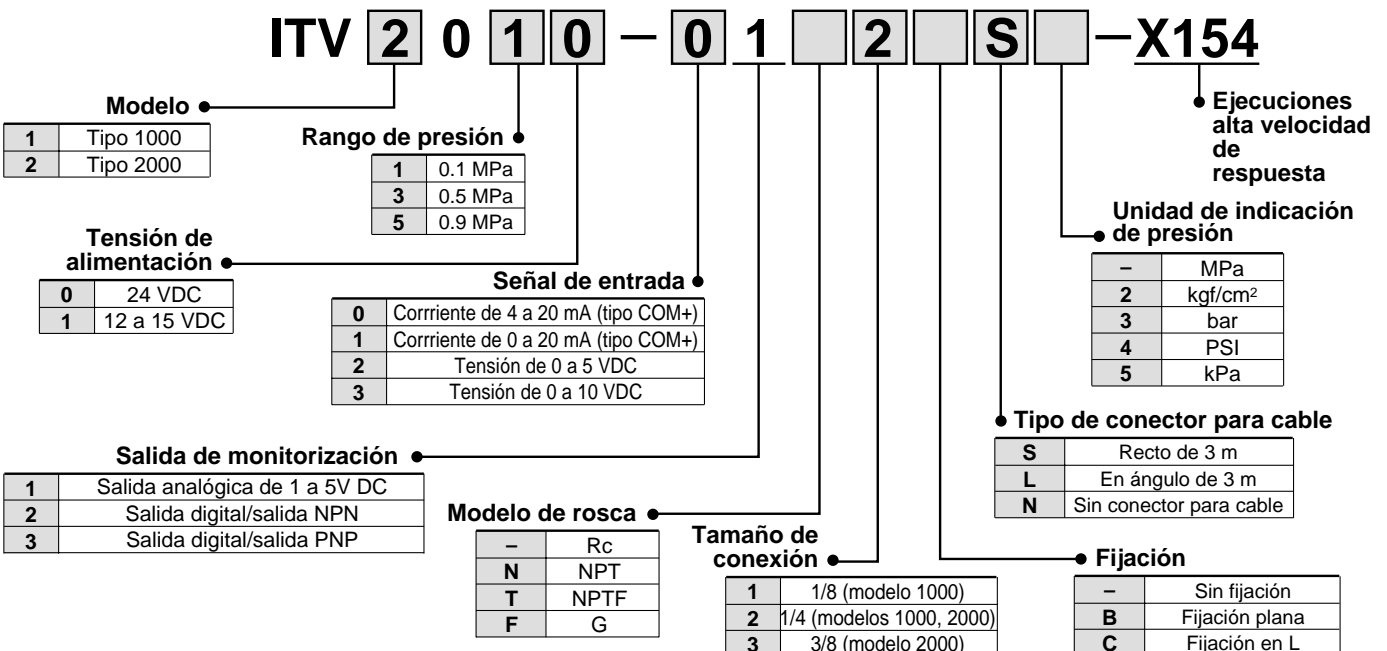 ITV 2 0 1 0 – 0 1 2 S – X154
Modelo
1 Tipo 1000
2 Tipo 2000
Rango de presión
1 0.1 MPa
3 0.5 MPa
5 0.9 MPa
Ejecuciones
alta velocidad
de
respuesta
Tensión de
alimentación
0 24 VDC
1 12 a 15 VDC
Unidad de indicación
de presión
– MPa
2 kgf/cm²
3 bar
4 PSI
5 kPa
Señal de entrada
0 Corrriente de 4 a 20 mA (tipo COM+)
1 Corrriente de 0 a 20 mA (tipo COM+)
2 Tensión de 0 a 5 VDC
3 Tensión de 0 a 10 VDC
Tipo de conector para cable
S Recto de 3 m
L En ángulo de 3 m
N Sin conector para cable
Salida de monitorización
1 Salida analógica de 1 a 5V DC
2 Salida digital/salida NPN
3 Salida digital/salida PNP
Modelo de rosca
– Rc
N NPT
T NPTF
F G
Tamaño de
conexión
1 1/8 (modelo 1000)
2 1/4 (modelos 1000, 2000)
3 3/8 (modelo 2000)
Fijación
– Sin fijación
B Fijación plana
C Fijación en L